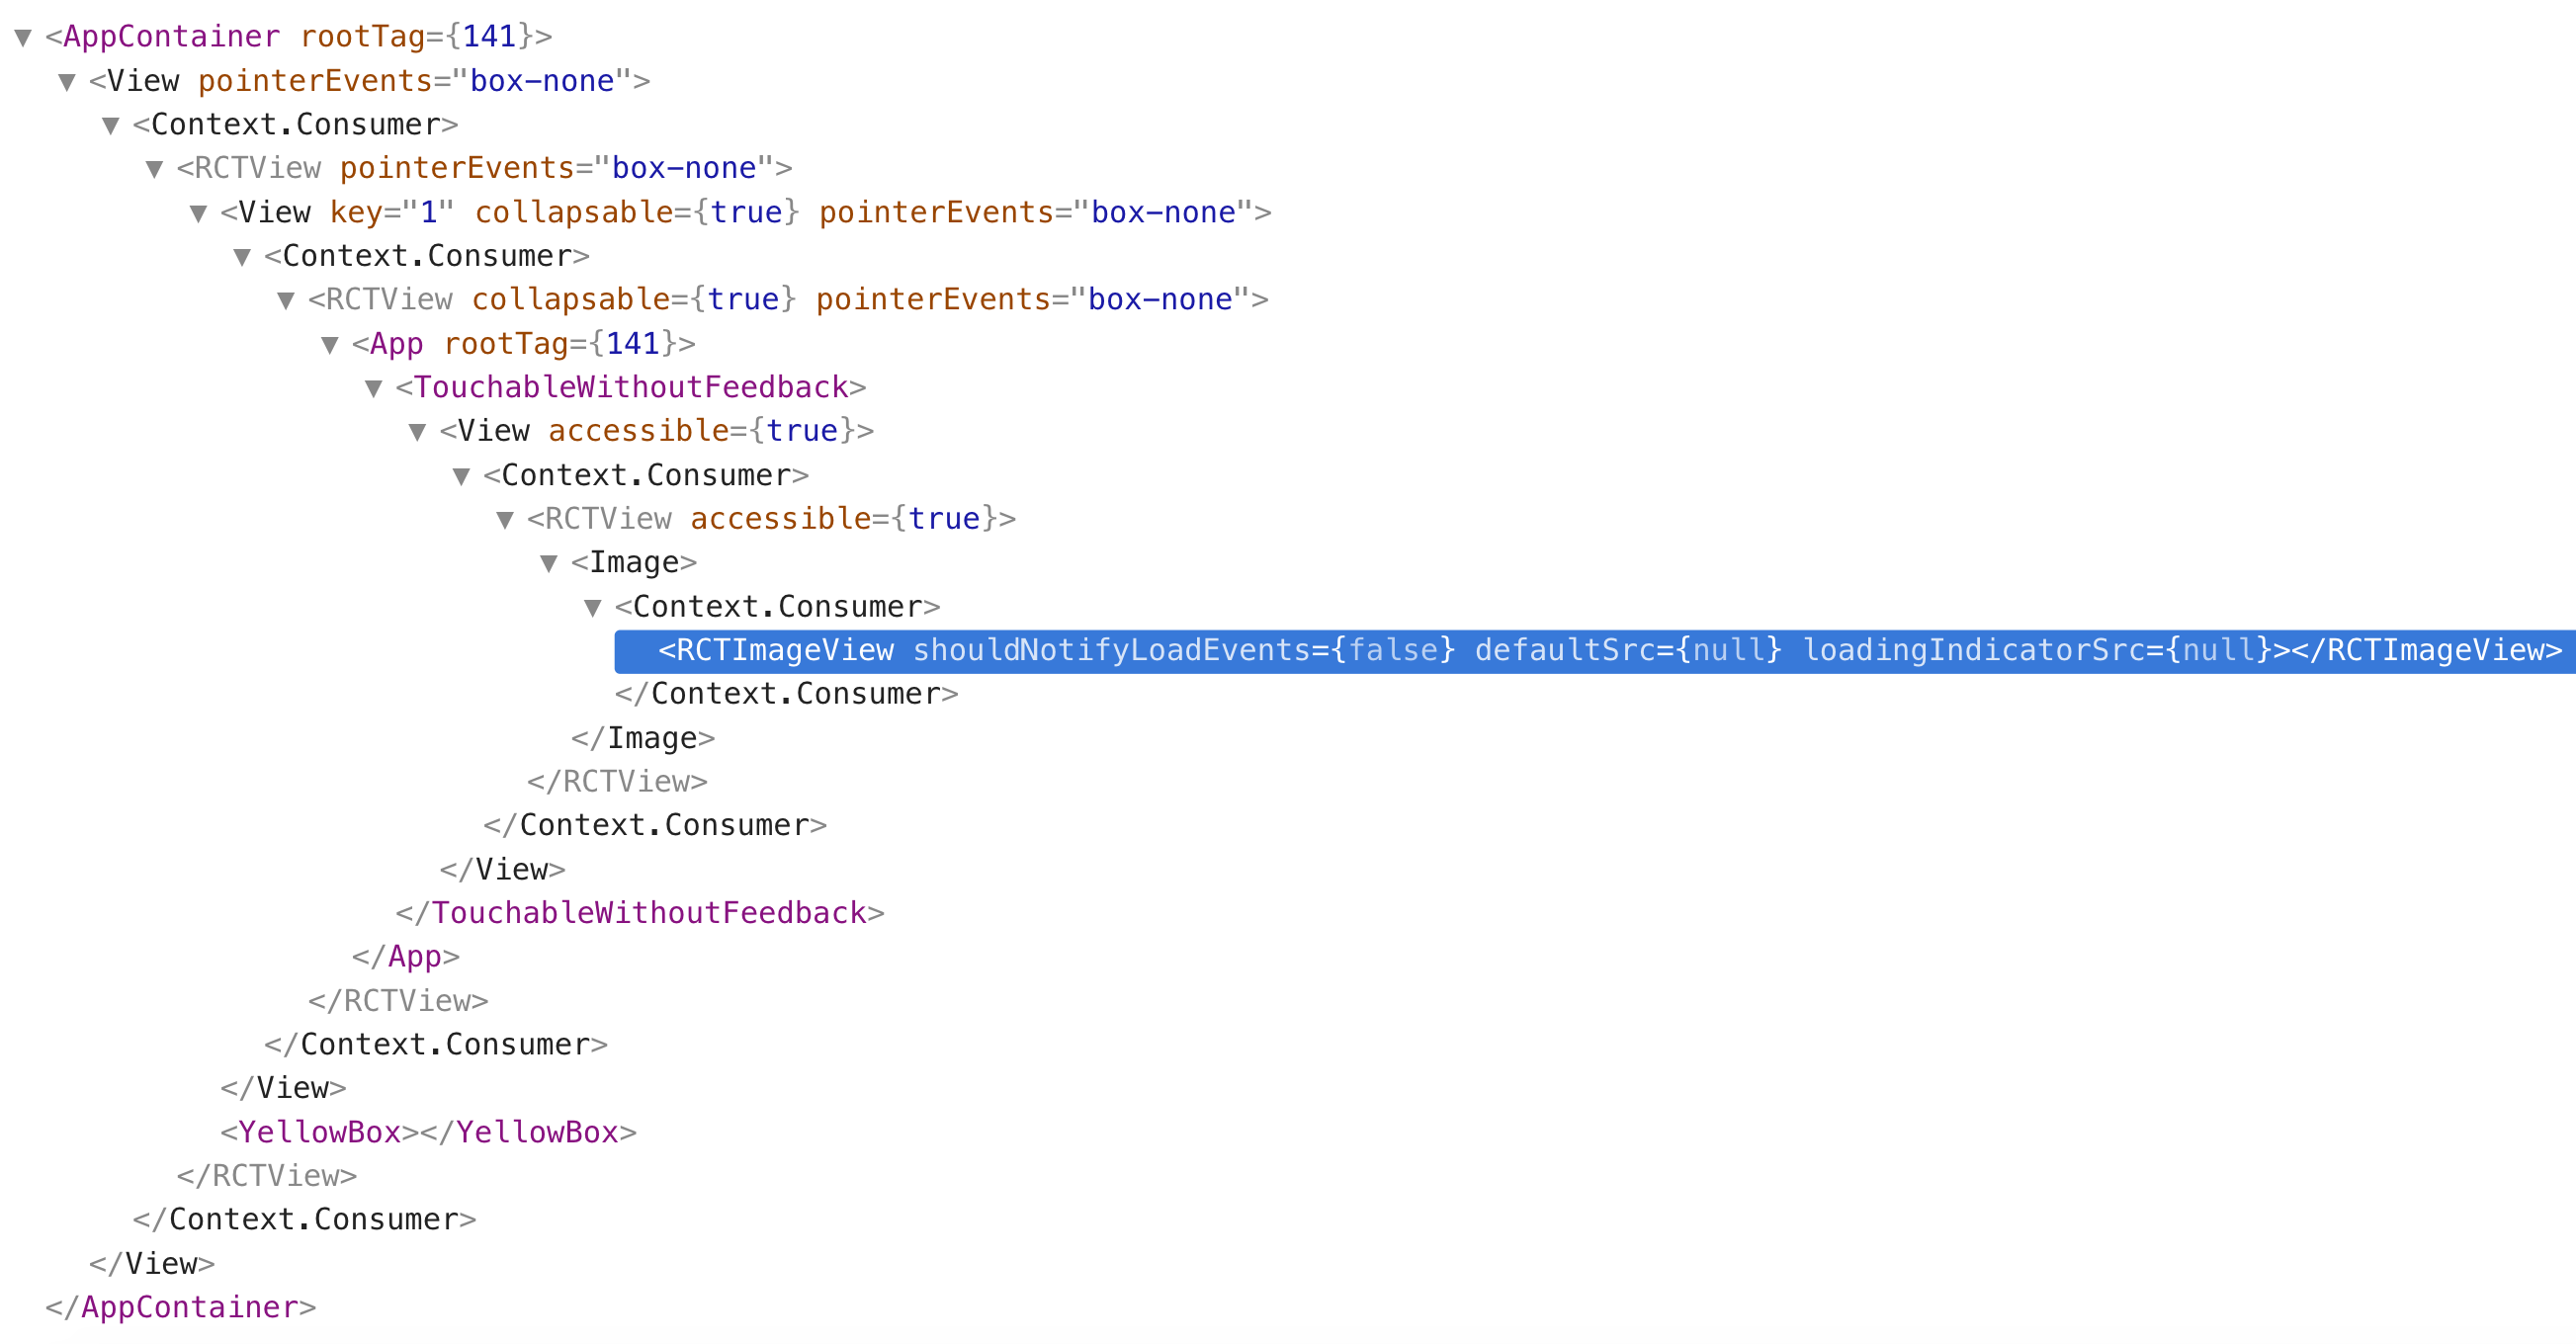 ▼ <AppContainer rootTag={141}>
▼ <View pointerEvents="box-none">
▼ <Context.Consumer>
▼ <RCTView pointerEvents="box-none">
▼ <View key="1" collapsable={true} pointerEvents="box-none">
▼ <Context.Consumer>
▼ <RCTView collapsable={true} pointerEvents="box-none">
▼ <App rootTag={141}>
▼ <TouchableWithoutFeedback>
▼ <View accessible={true}>
▼ <Context.Consumer>
▼ <RCTView accessible={true}>
▼ <Image>
▼ <Context.Consumer>
<RCTImageView shouldNotifyLoadEvents={false} defaultSrc={null} loadingIndicatorSrc={null}></RCTImageView>
</Context.Consumer>
</Image>
</RCTView>
</Context.Consumer>
</View>
</TouchableWithoutFeedback>
</App>
</RCTView>
</Context.Consumer>
</View>
<YellowBox></YellowBox>
</RCTView>
</Context.Consumer>
</View>
</AppContainer>